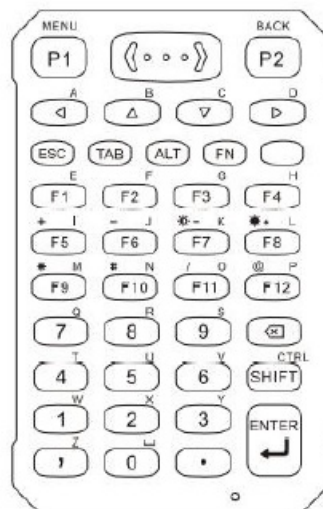 MENU BACK
P1 P2
A B C D
ESC TAB ALT FN
E F G H
F1 F2 F3 F4
+ I - J - K + L
F5 F6 F7 F8
* M # N / O @ P
F9 F10 F11 F12
Q R S
7 8 9
T U V CTRL
4 5 6 SHIFT
W X Y
1 2 3 ENTER
Z
, 0 .